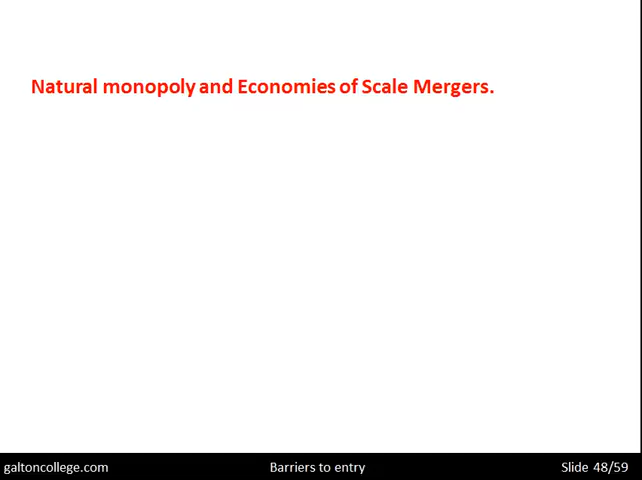 Natural monopoly and Economies of Scale Mergers.
galtoncollege.com
Barriers to entry
Slide 48/59